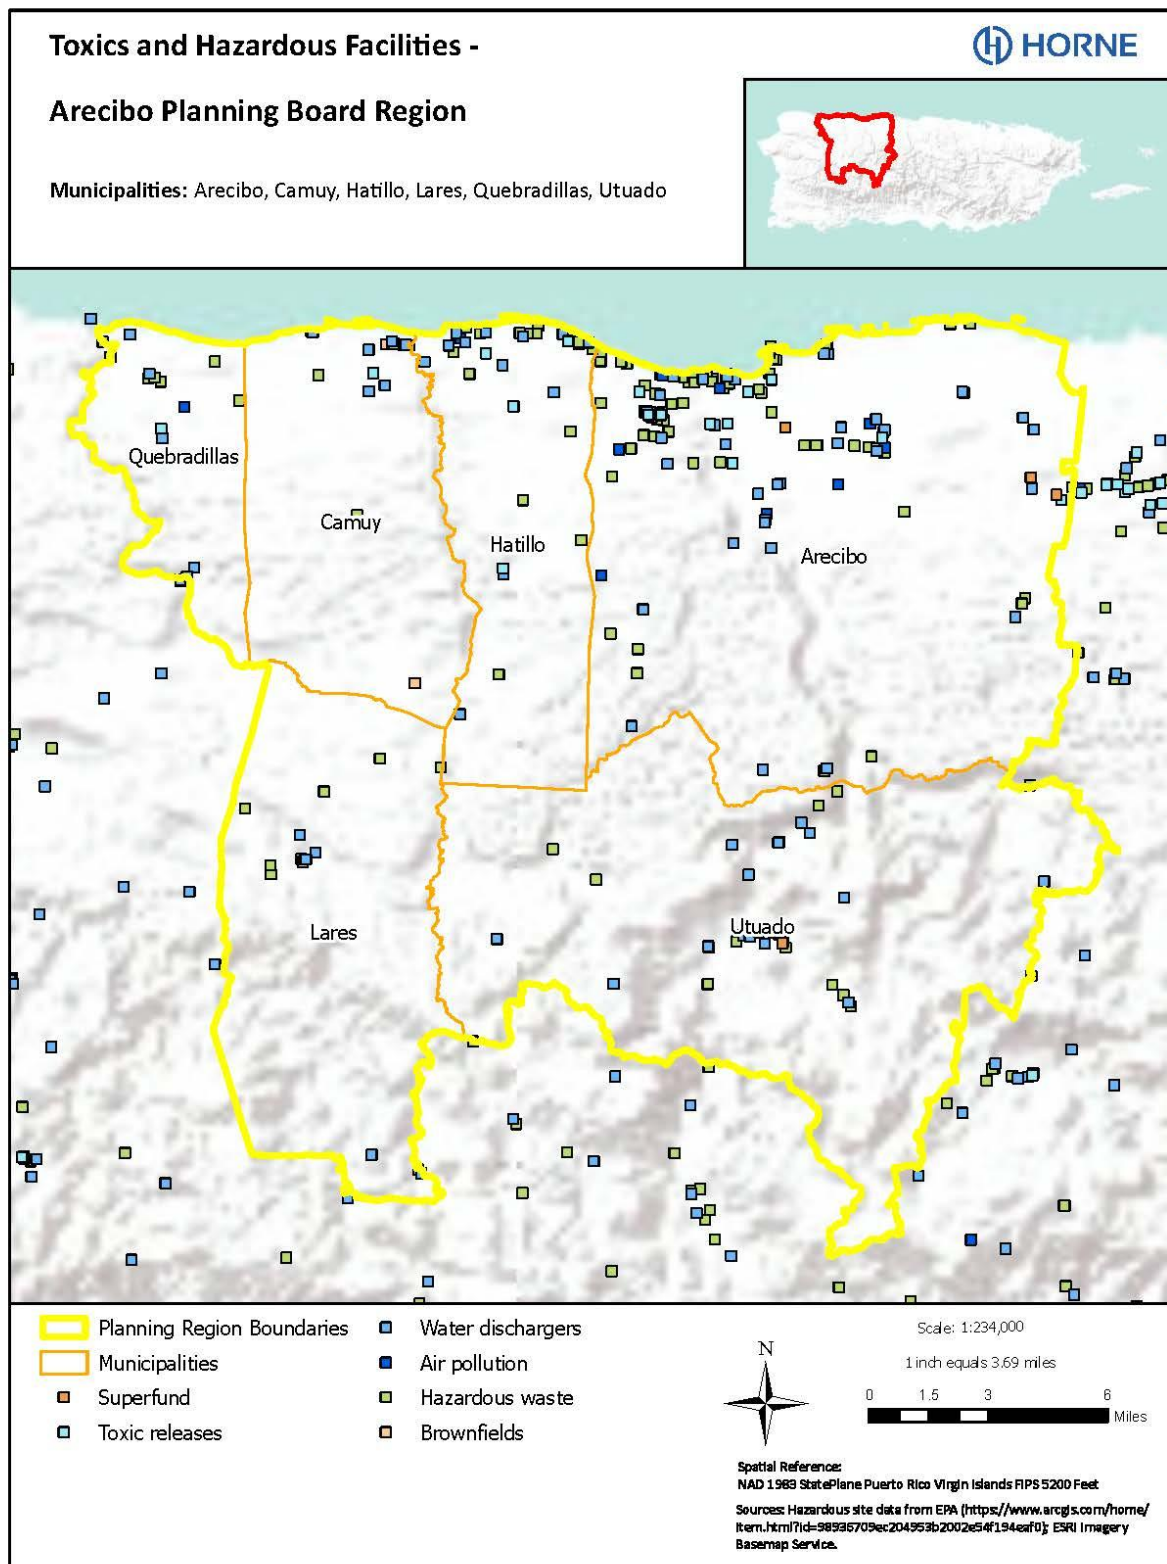 Toxics and Hazardous Facilities -
HORNE
Arecibo Planning Board Region
Municipalities: Arecibo, Camuy, Hatillo, Lares, Quebradillas, Utuado
Quebradillas
Camuy
Hatillo
Arecibo
Utuado
Lares
Planning Region Boundaries
Municipalities
Superfund
Toxic releases
Water dischargers
Air pollution
Hazardous waste
Brownfields
N
Scale: 1:234,000
1 inch equals 3.69 miles
0 1.5 3 6
Miles
Spatial Reference:
NAD 1983 StatePlane Puerto Rico Virgin Islands FIPS 5200 Feet
Sources: Hazardous site data from EPA (https://www.arcgis.com/home/
item.html?id=98936709ec204953b2002e54f194eaf0); ESRI Imagery
Basemap Service.